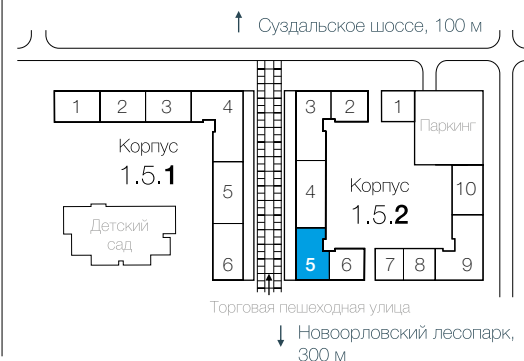 Суздальское шоссе, 100 м
1 2 3 4 3 2 1 Паркинг
Корпус
1.5.1
5 4
Корпус
1.5.2
10
Детский
сад
6 5 6 7 8 9
Торговая пешеходная улица
Новоорловский лесопарк,
300 м